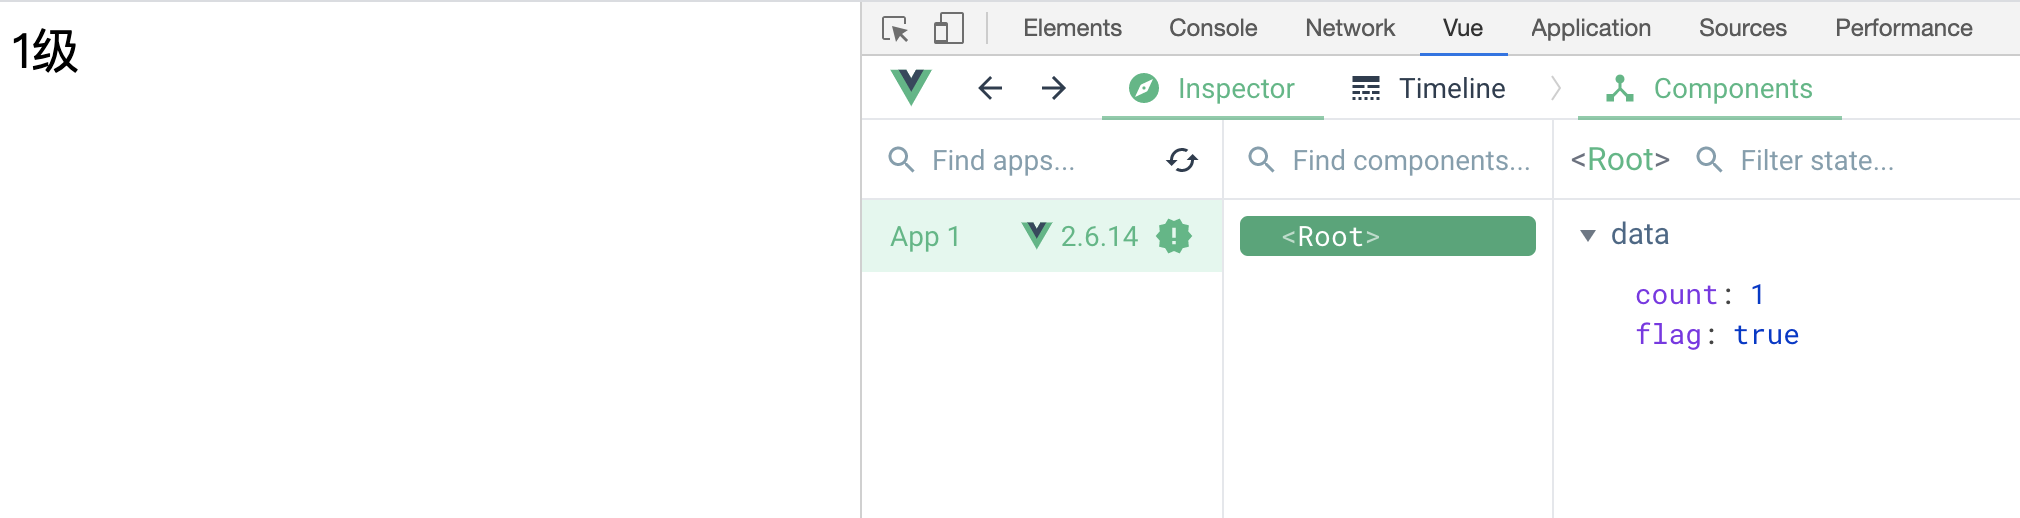 1级
Elements Console Network Vue Application Sources Performance
Inspector Timeline Components
Find apps... Find components... <Root> Filter state...
App 1 2.6.14 <Root> data
count: 1
flag: true